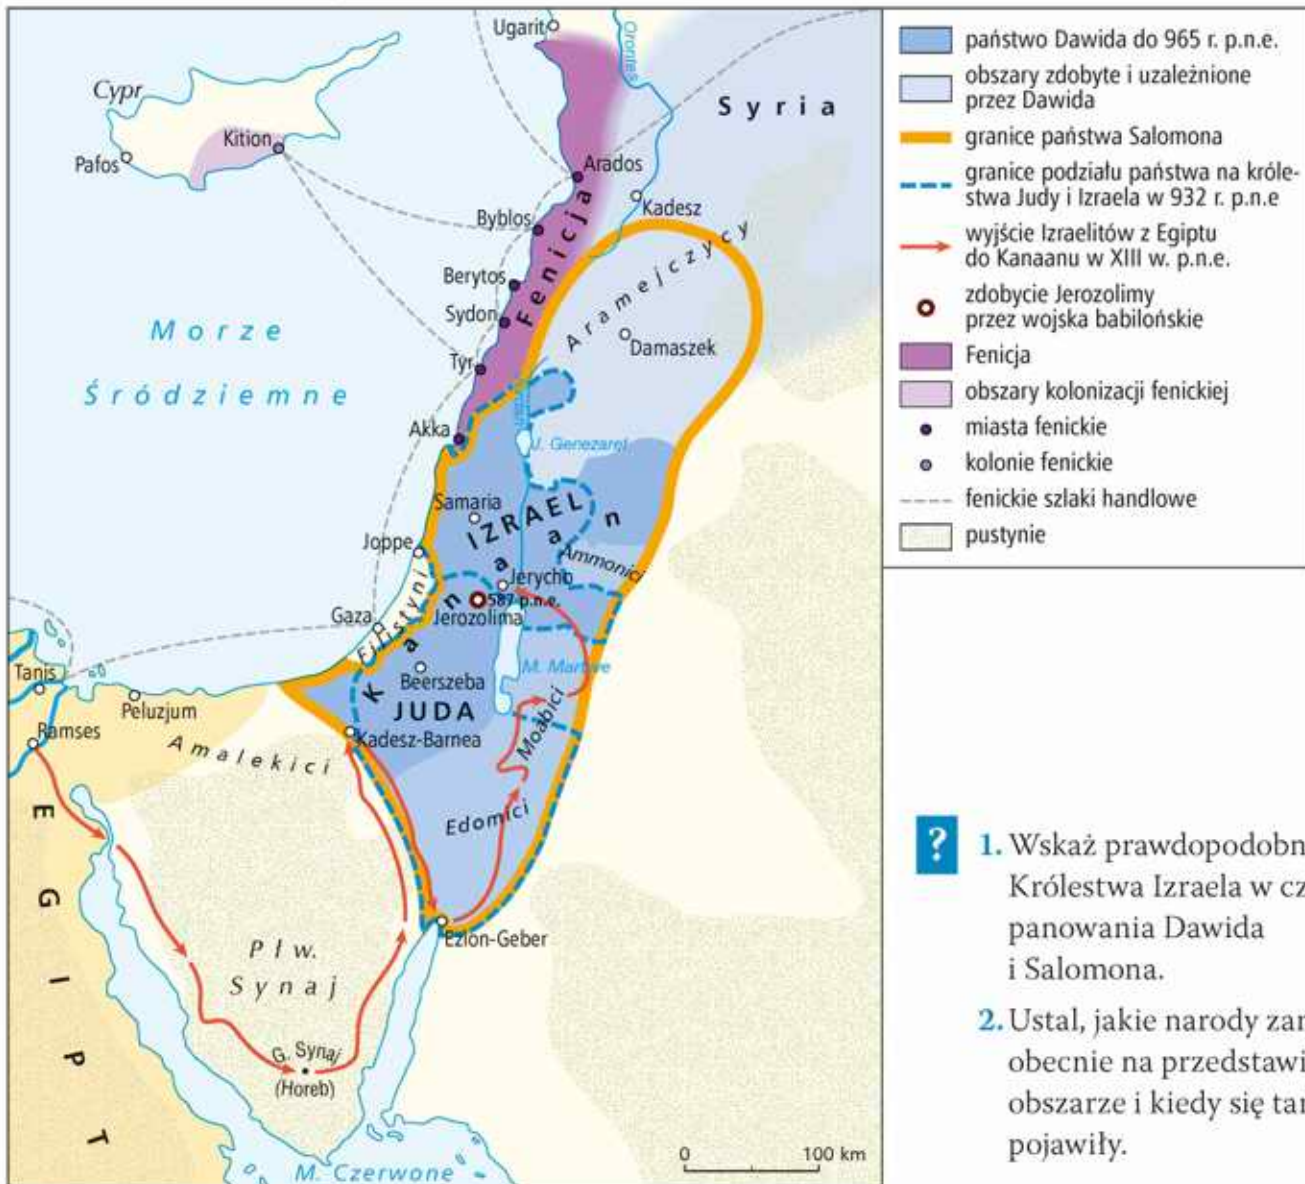 Ugarit
Orontes
Cypr
Kition
Pafos
Syria
Arados
Kadesz
Byblos
Fenicja
Aramejczycy
Berytos
Sydon
Damaszek
Morze
Śródziemne
Tyr
Akka
J. Genezaret
Samaria
IZRAEL
Kanaan
Joppe
Ammonici
Jerycho
587 p.n.e.
Jerozolima
Gaza
Filistyni
M. Martwe
Beerszeba
Tanis
Peluzjum
JUDA
Moabici
Ramses
Kadesz-Barnea
Amalekici
Edomici
EGIPT
Ezion-Geber
Płw.
Synaj
G. Synaj
(Horeb)
M. Czerwone
0 100 km
państwo Dawida do 965 r. p.n.e.
obszary zdobyte i uzależnione
przez Dawida
granice państwa Salomona
granice podziału państwa na króle-
stwa Judy i Izraela w 932 r. p.n.e
wyjście Izraelitów z Egiptu
do Kanaanu w XIII w. p.n.e.
zdobycie Jerozolimy
przez wojska babilońskie
Fenicja
obszary kolonizacji fenickiej
miasta fenickie
kolonie fenickie
fenickie szlaki handlowe
pustynie
?
1. Wskaż prawdopodobn
Królestwa Izraela w cz
panowania Dawida
i Salomona.
2. Ustal, jakie narody zam
obecnie na przedstawi
obszarze i kiedy się tam
pojawiły.